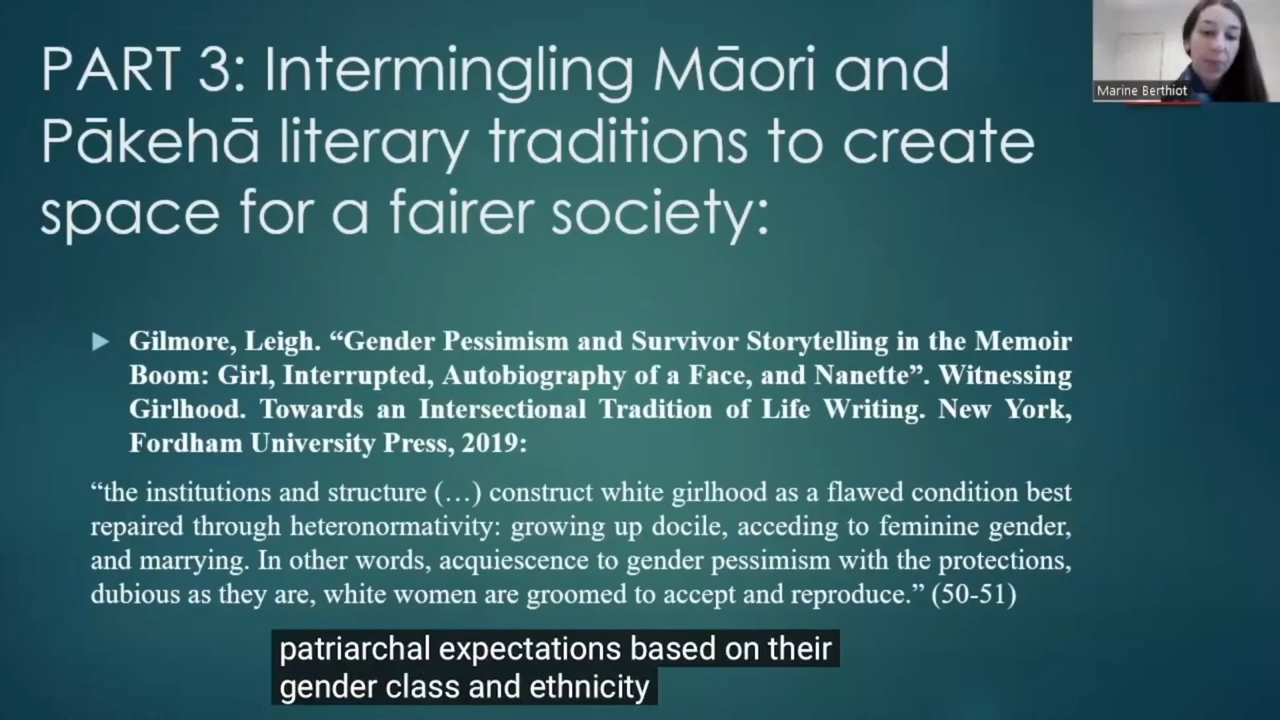 PART 3: Intermingling Māori and
Pākehā literary traditions to create
space for a fairer society:
Marine Berthiot
Gilmore, Leigh. “Gender Pessimism and Survivor Storytelling in the Memoir
Boom: Girl, Interrupted, Autobiography of a Face, and Nanette”. Witnessing
Girlhood. Towards an Intersectional Tradition of Life Writing. New York,
Fordham University Press, 2019:
“the institutions and structure (…) construct white girlhood as a flawed condition best
repaired through heteronormativity: growing up docile, acceding to feminine gender,
and marrying. In other words, acquiescence to gender pessimism with the protections,
dubious as they are, white women are groomed to accept and reproduce.” (50-51)
patriarchal expectations based on their
gender class and ethnicity